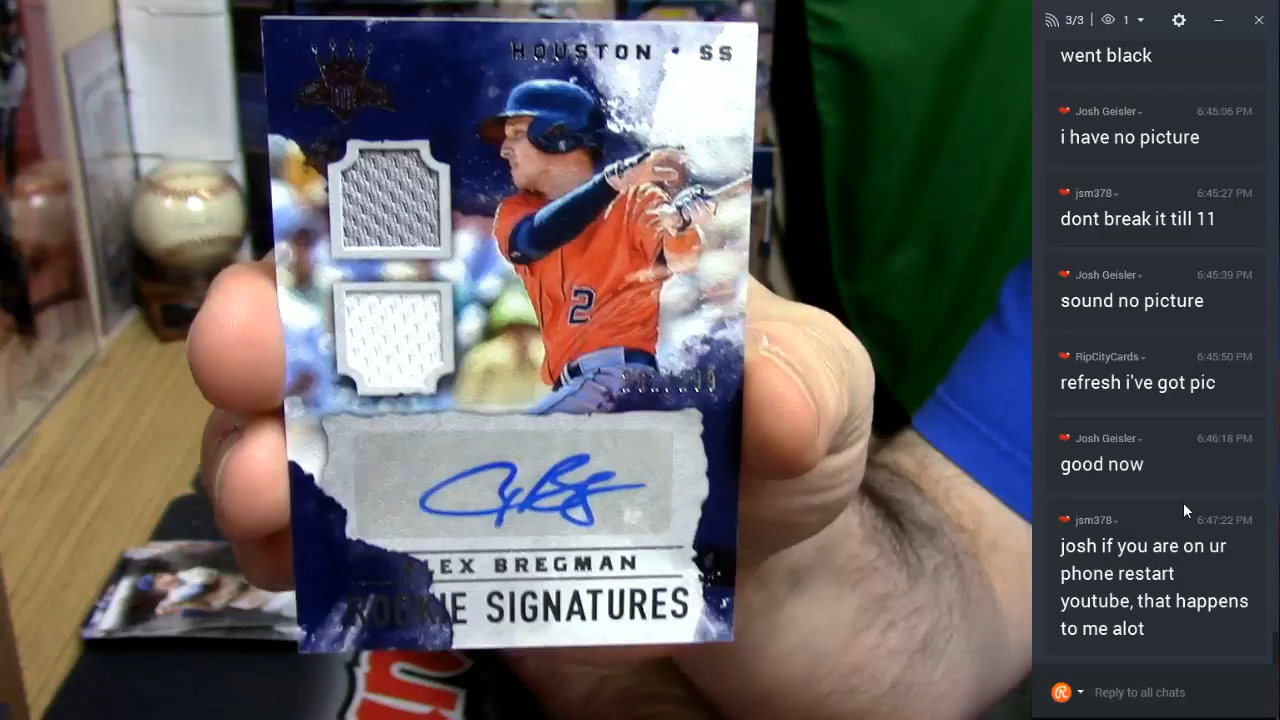 HOUSTON • SS
2
ALEX BREGMAN
ROOKIE SIGNATURES
3/3
1
went black
Josh Geisler
6:45:06 PM
i have no picture
jsm378
6:45:27 PM
dont break it till 11
Josh Geisler
6:45:39 PM
sound no picture
RipCityCards
6:45:50 PM
refresh i've got pic
Josh Geisler
6:46:18 PM
good now
jsm378
6:47:22 PM
josh if you are on ur
phone restart
youtube, that happens
to me alot
Reply to all chats